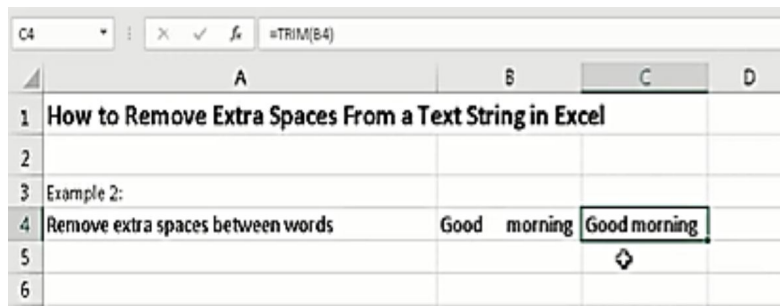 C4 fx =TRIM(B4)
A B C D
1 How to Remove Extra Spaces From a Text String in Excel
2
3 Example 2:
4 Remove extra spaces between words Good morning Good morning
5
6